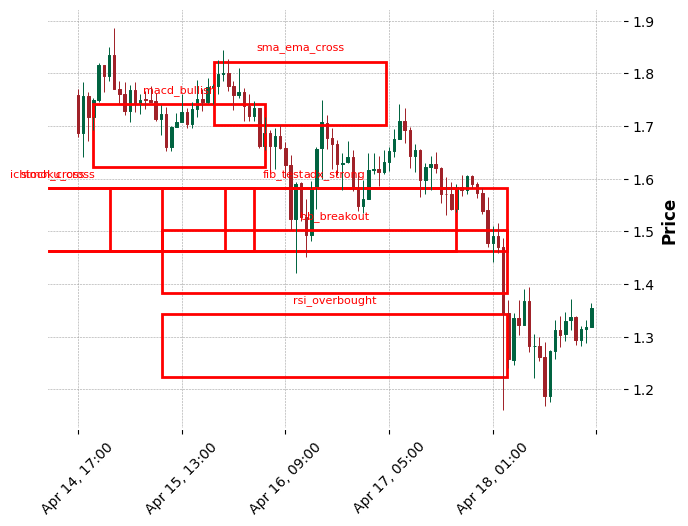 1.9
sma_ema_cross
1.8
macd_bullish
1.7
stoch_cross
fib_test
adx_strong
1.6
bb_breakout
1.5
1.4
rsi_overbought
1.3
1.2
Price
Apr 14, 17:00
Apr 15, 13:00
Apr 16, 09:00
Apr 17, 05:00
Apr 18, 01:00